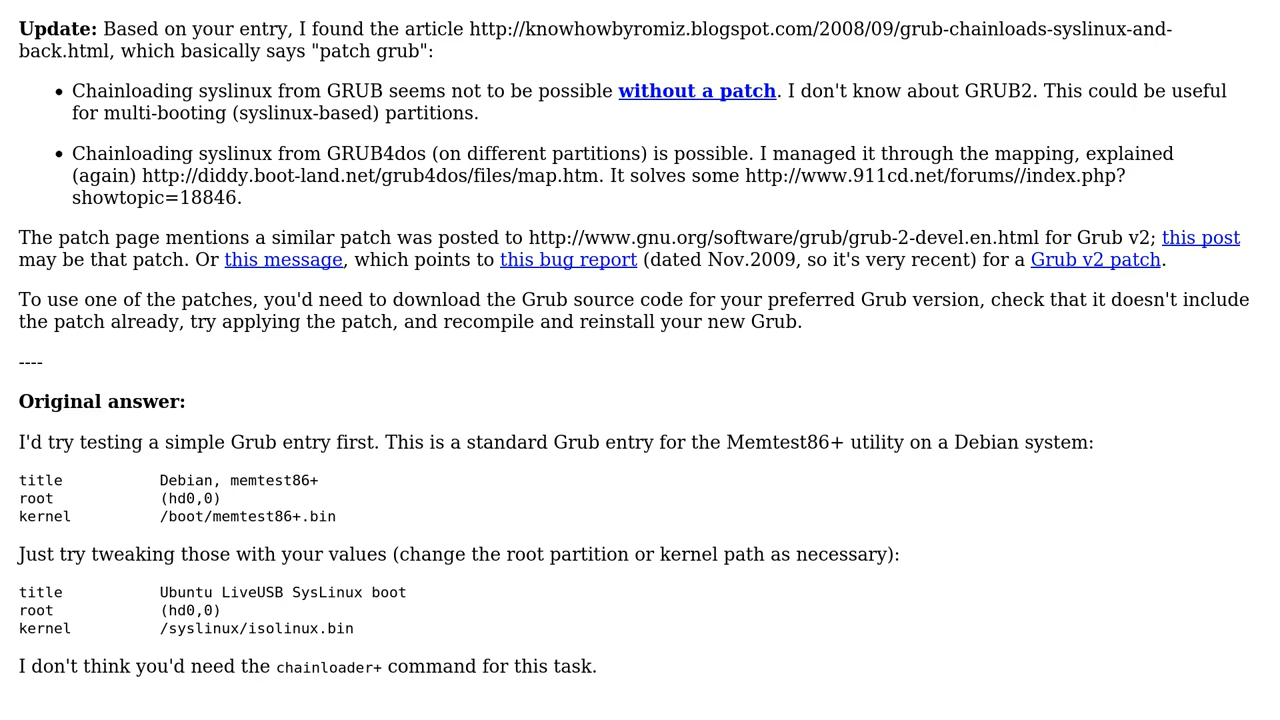 Update: Based on your entry, I found the article http://knowhowbyromiz.blogspot.com/2008/09/grub-chainloads-syslinux-and-
back.html, which basically says "patch grub":
• Chainloading syslinux from GRUB seems not to be possible without a patch. I don't know about GRUB2. This could be useful
for multi-booting (syslinux-based) partitions.
• Chainloading syslinux from GRUB4dos (on different partitions) is possible. I managed it through the mapping, explained
(again) http://diddy.boot-land.net/grub4dos/files/map.htm. It solves some http://www.911cd.net/forums//index.php?
showtopic=18846.
The patch page mentions a similar patch was posted to http://www.gnu.org/software/grub/grub-2-devel.en.html for Grub v2; this post
may be that patch. Or this message, which points to this bug report (dated Nov.2009, so it's very recent) for a Grub v2 patch.
To use one of the patches, you'd need to download the Grub source code for your preferred Grub version, check that it doesn't include
the patch already, try applying the patch, and recompile and reinstall your new Grub.
----
Original answer:
I'd try testing a simple Grub entry first. This is a standard Grub entry for the Memtest86+ utility on a Debian system:
title           Debian, memtest86+
root            (hd0,0)
kernel          /boot/memtest86+.bin
Just try tweaking those with your values (change the root partition or kernel path as necessary):
title           Ubuntu LiveUSB SysLinux boot
root            (hd0,0)
kernel          /syslinux/isolinux.bin
I don't think you'd need the chainloader+ command for this task.